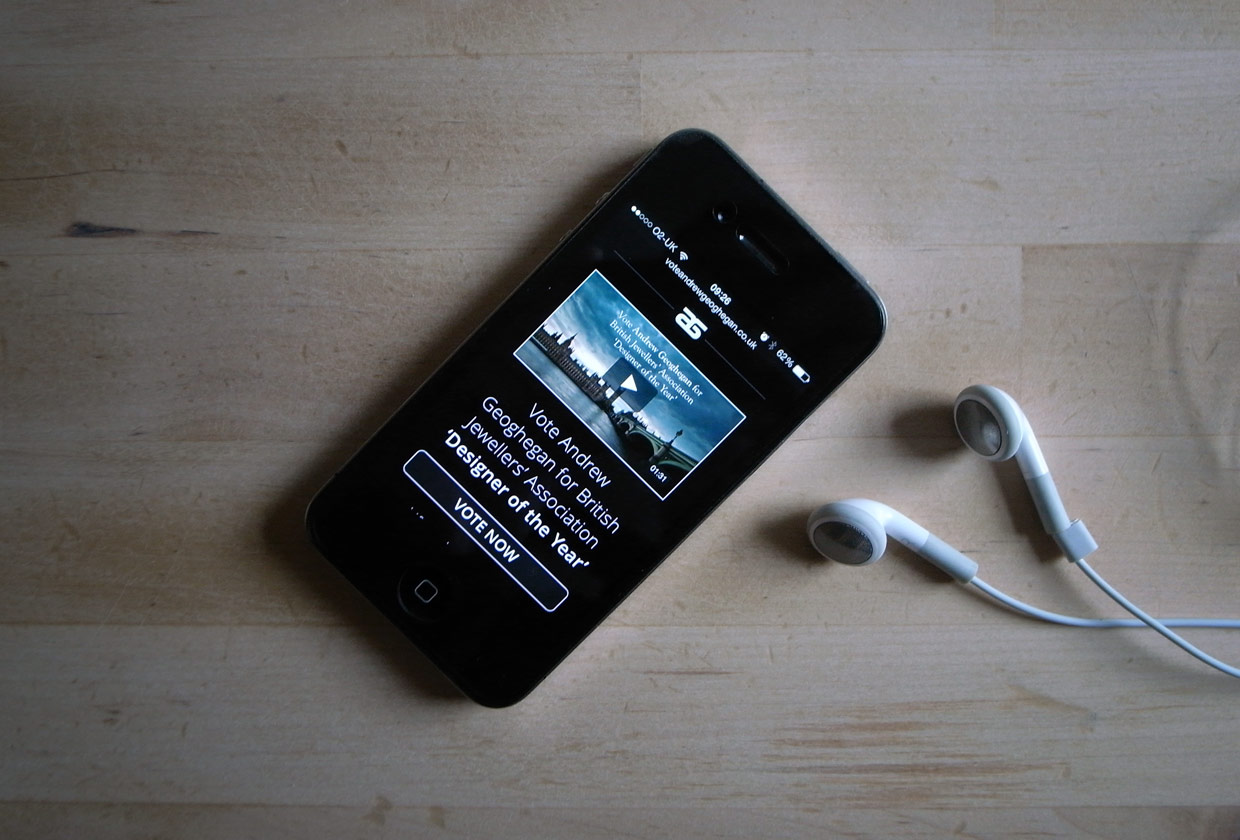 O2-UK
09:26
62%
voteandrewgeoghegan.co.uk
aG
'Vote Andrew Geoghegan for
British Jewellers' Association
'Designer of the Year'
01:31
Vote Andrew
Geoghegan for British
Jewellers' Association
'Designer of the Year'
VOTE NOW